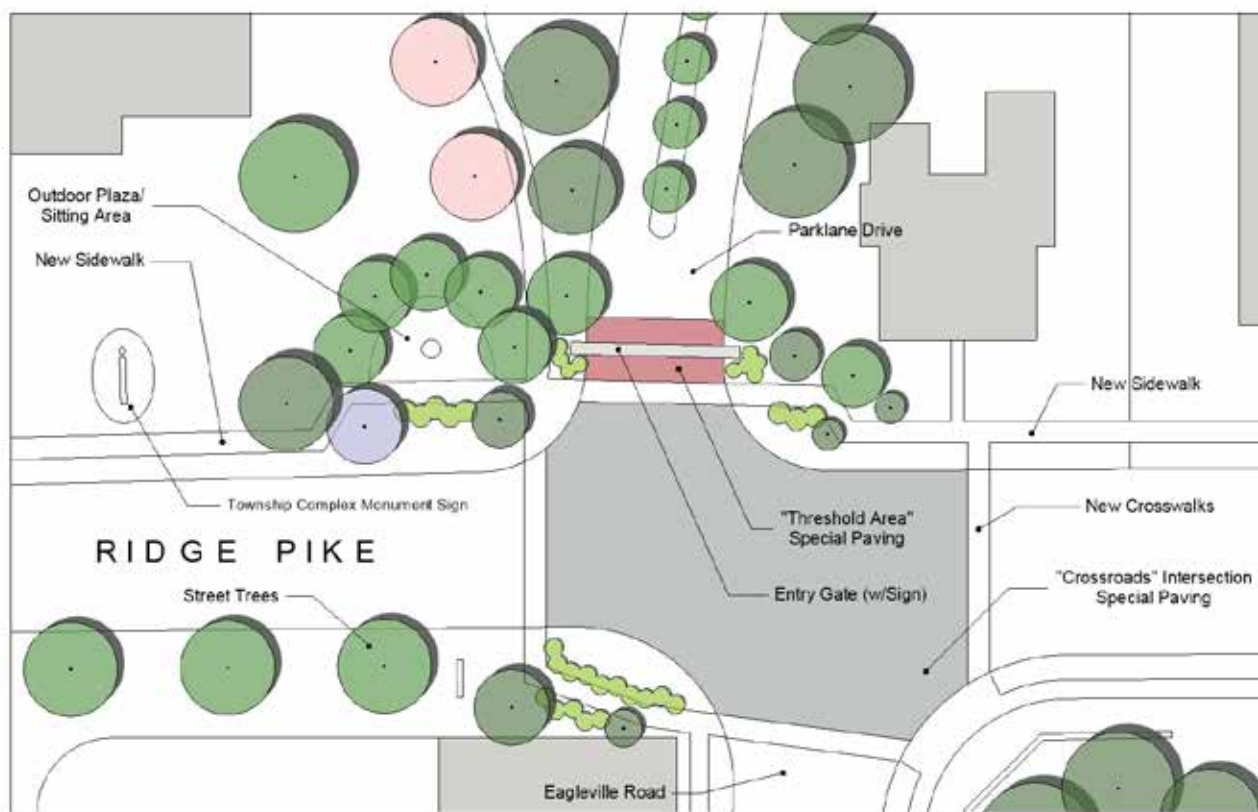 Outdoor Plaza/
Sitting Area
New Sidewalk
Parklane Drive
New Sidewalk
Township Complex Monument Sign
"Threshold Area"
Special Paving
New Crosswalks
RIDGE PIKE
Street Trees
Entry Gate (w/Sign)
"Crossroads" Intersection
Special Paving
Eagleville Road